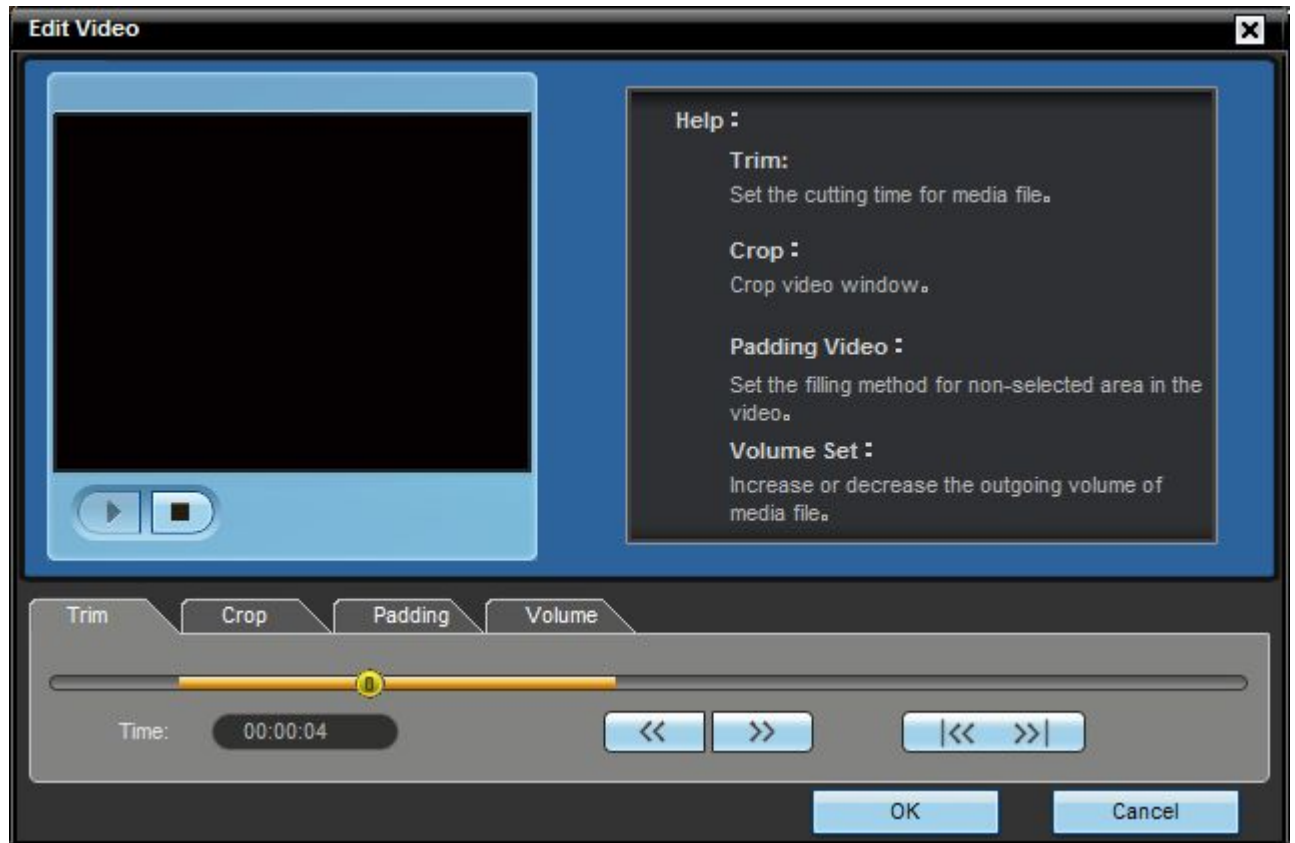 Edit Video
Help：
Trim:
Set the cutting time for media file。
Crop：
Crop video window。
Padding Video：
Set the filling method for non-selected area in the
video。
Volume Set：
Increase or decrease the outgoing volume of
media file。
Trim Crop Padding Volume
Time: 00:00:04
<< >> |<< >>|
OK Cancel